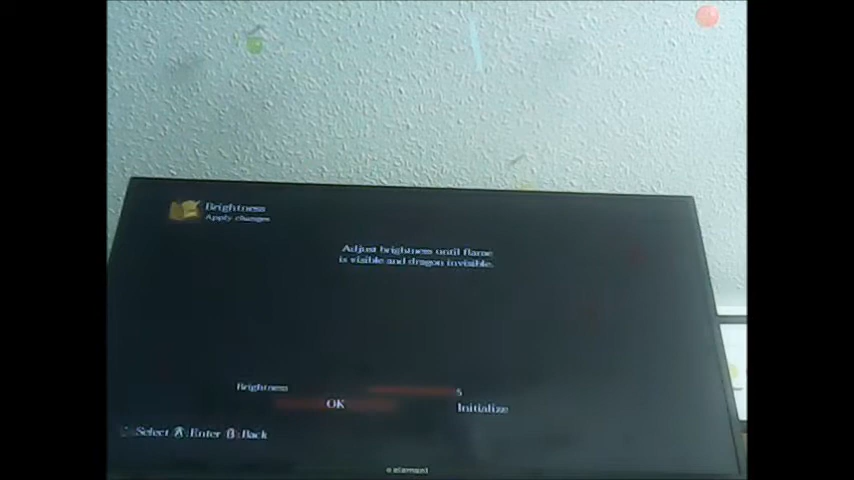 Brightness
Apply changes
Adjust brightness until flame
is visible and dragon invisible.
Brightness 5
OK Initialize
Select A:Enter B:Back
element